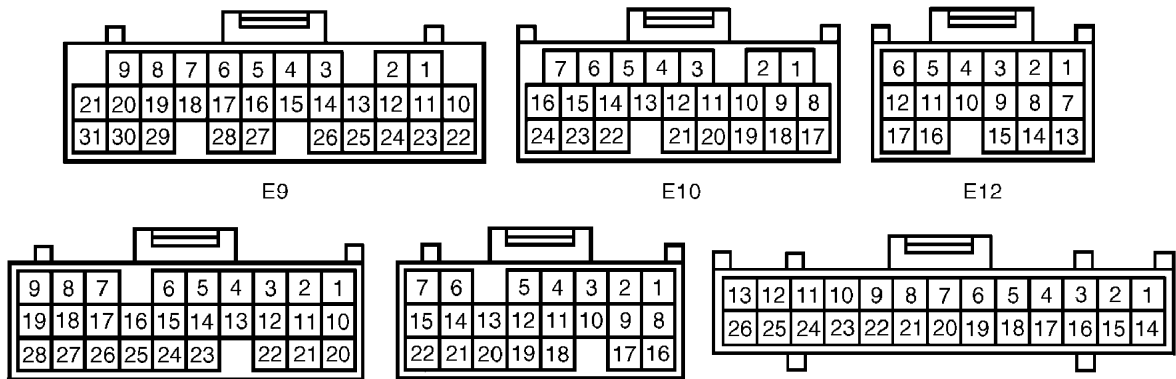 9 8 7 6 5 4 3 2 1
21 20 19 18 17 16 15 14 13 12 11 10
31 30 29 28 27 26 25 24 23 22
E9
7 6 5 4 3 2 1
16 15 14 13 12 11 10 9 8
24 23 22 21 20 19 18 17
E10
6 5 4 3 2 1
12 11 10 9 8 7
17 16 15 14 13
E12
9 8 7 6 5 4 3 2 1
19 18 17 16 15 14 13 12 11 10
28 27 26 25 24 23 22 21 20
7 6 5 4 3 2 1
15 14 13 12 11 10 9 8
22 21 20 19 18 17 16
13 12 11 10 9 8 7 6 5 4 3 2 1
26 25 24 23 22 21 20 19 18 17 16 15 14